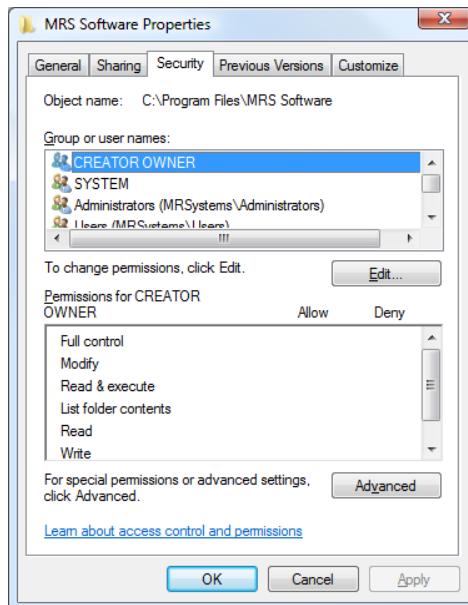 MRS Software Properties
General Sharing Security Previous Versions Customize
Object name: C:\Program Files\MRS Software
Group or user names:
CREATOR OWNER
SYSTEM
Administrators (MRSystems\Administrators)
Users (MRSystems\Users)
To change permissions, click Edit.
Edit...
Permissions for CREATOR
OWNER Allow Deny
Full control
Modify
Read & execute
List folder contents
Read
Write
For special permissions or advanced settings,
click Advanced.
Advanced
Learn about access control and permissions
OK Cancel Apply